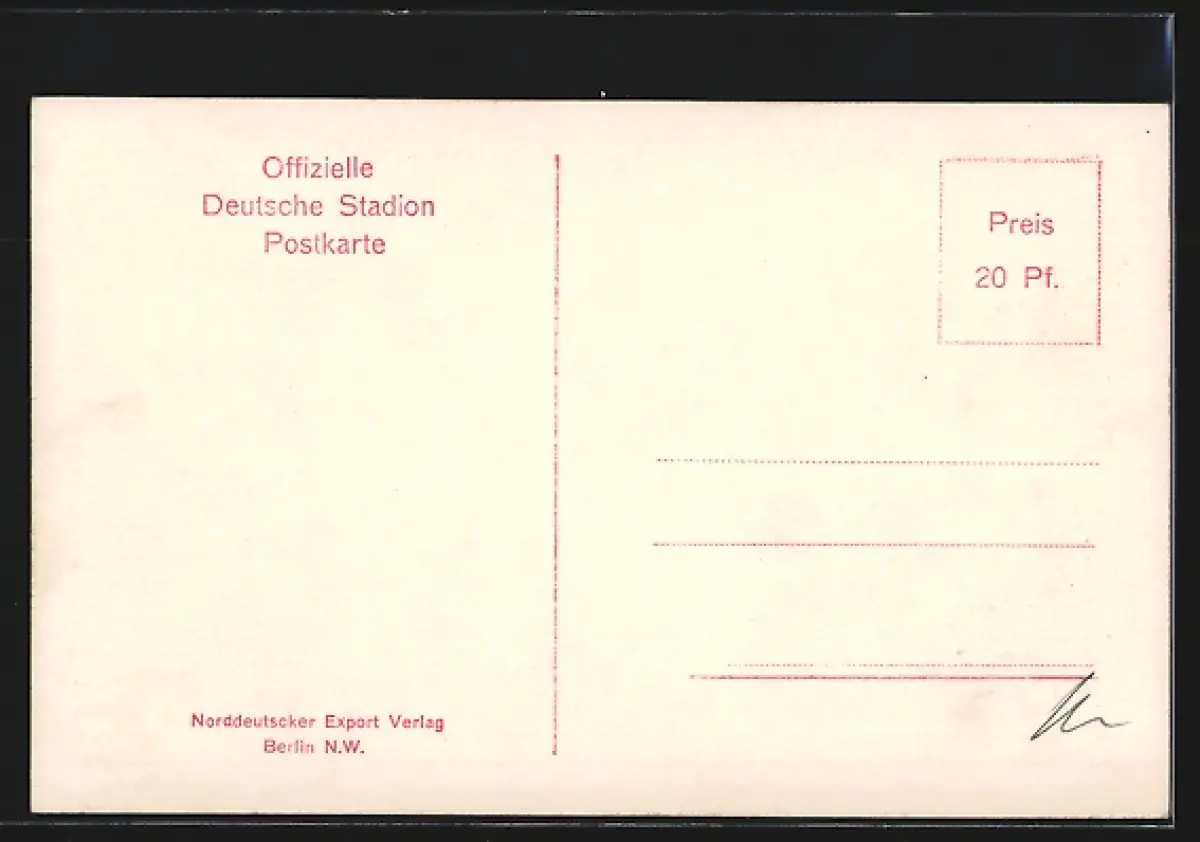 Offizielle
Deutsche Stadion
Postkarte
Preis
20 Pf.
Norddeutscker Export Verlag
Berlin N.W.